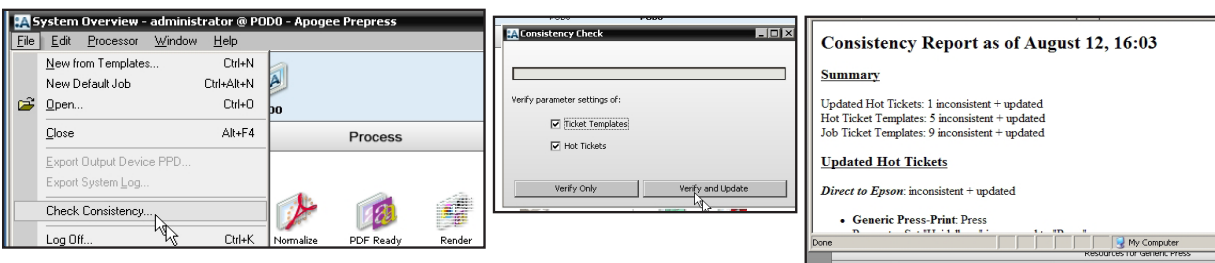 System Overview - administrator @ POD0 - Apogee Prepress
File Edit Processor Window Help
New from Templates... Ctrl+N
New Default Job Ctrl+Alt+N
Open... Ctrl+O
Close Alt+F4
Export Output Device PPD...
Export System Log...
Check Consistency...
Log Off... Ctrl+K
Process
Normalize PDF Ready Render
Consistency Check
Verify parameter settings of:
Ticket Templates
Hot Tickets
Verify Only Verify and Update
Consistency Report as of August 12, 16:03
Summary
Updated Hot Tickets: 1 inconsistent + updated
Hot Ticket Templates: 5 inconsistent + updated
Job Ticket Templates: 9 inconsistent + updated
Updated Hot Tickets
Direct to Epson: inconsistent + updated
• Generic Press-Print: Press
Done My Computer
Resources for Generic Press